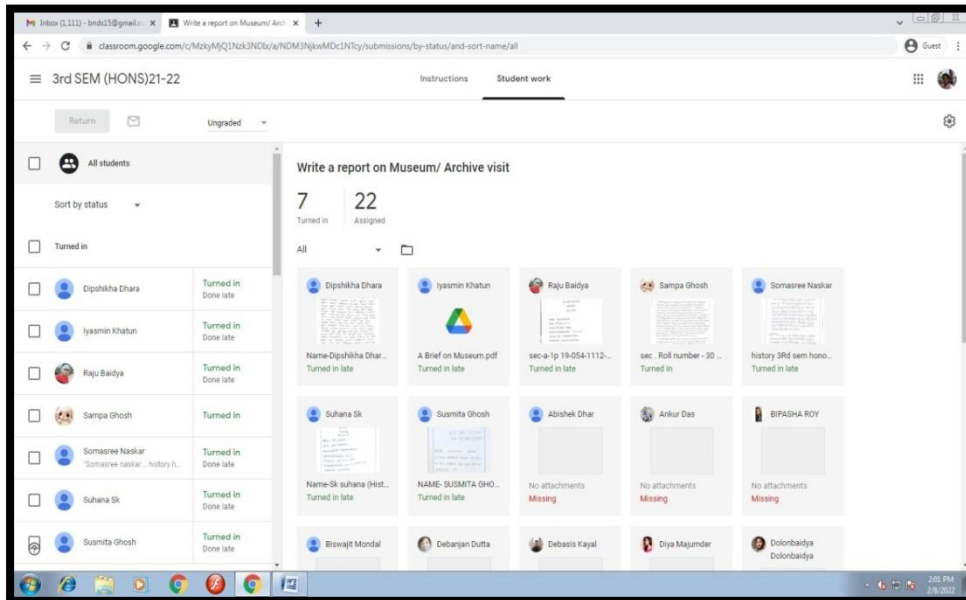 Inbox (1,111) - bnds15@gmail.c
Write a report on Museum/ Arch
classroom.google.com/c/MzkyMjQ1Nzk3NDIx/a/NDM3NjkwMDc1NTcy/submissions/by-status/and-sort-name/all
Guest
3rd SEM (HONS)21-22
Instructions
Student work
Return
Ungraded
All students
Sort by status
Turned in
Dipshikha Dhara
Turned in
Done late
Iyasmin Khatun
Turned in
Done late
Raju Baidya
Turned in
Done late
Sampa Ghosh
Turned in
Somasree Naskar
"Somasree naskar .. history h...
Turned in
Done late
Suhana Sk
Turned in
Done late
Susmita Ghosh
Turned in
Done late
Write a report on Museum/ Archive visit
7
Turned in
22
Assigned
All
Dipshikha Dhara
Name-Dipshikha Dhar...
Turned in late
Iyasmin Khatun
A Brief on Museum.pdf
Turned in late
Raju Baidya
sec-a-1p 19-054-1112-...
Turned in late
Sampa Ghosh
sec . Roll number - 30 ...
Turned in
Somasree Naskar
history 3Rd sem hono...
Turned in late
Suhana Sk
Name-Sk suhana (Hist...
Turned in late
Susmita Ghosh
NAME- SUSMITA GHO...
Turned in late
Abishek Dhar
No attachments
Missing
Ankur Das
No attachments
Missing
BIPASHA ROY
No attachments
Missing
Biswajit Mondal
Debanjan Dutta
Debasis Kayal
Diya Majumder
Dolonbaidya
Dolonbaidya
2:01 PM
2/8/2022